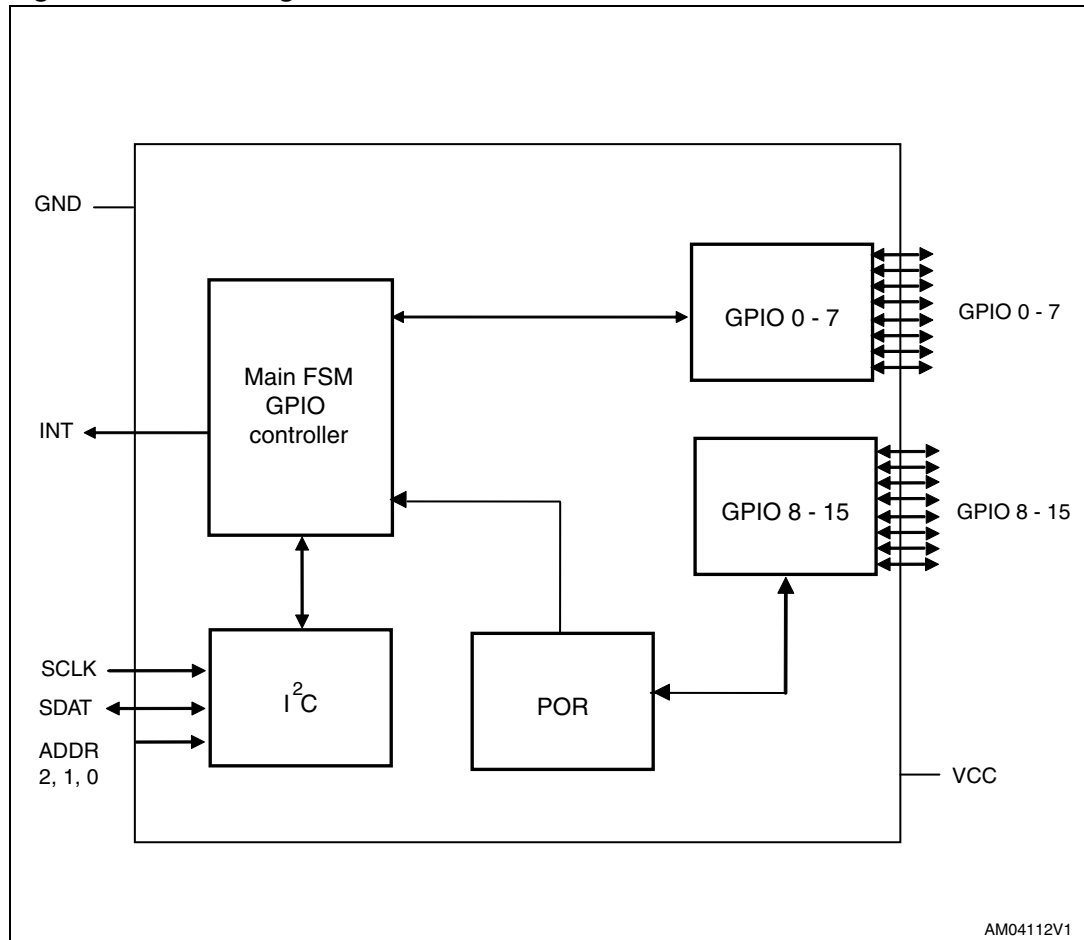 GND
GPIO 0 - 7
GPIO 0 - 7
Main FSM
GPIO
controller
INT
GPIO 8 - 15
GPIO 8 - 15
SCLK
SDAT
ADDR
2, 1, 0
I2C
POR
VCC
AM04112V1